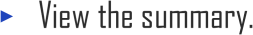 ► View the summary.